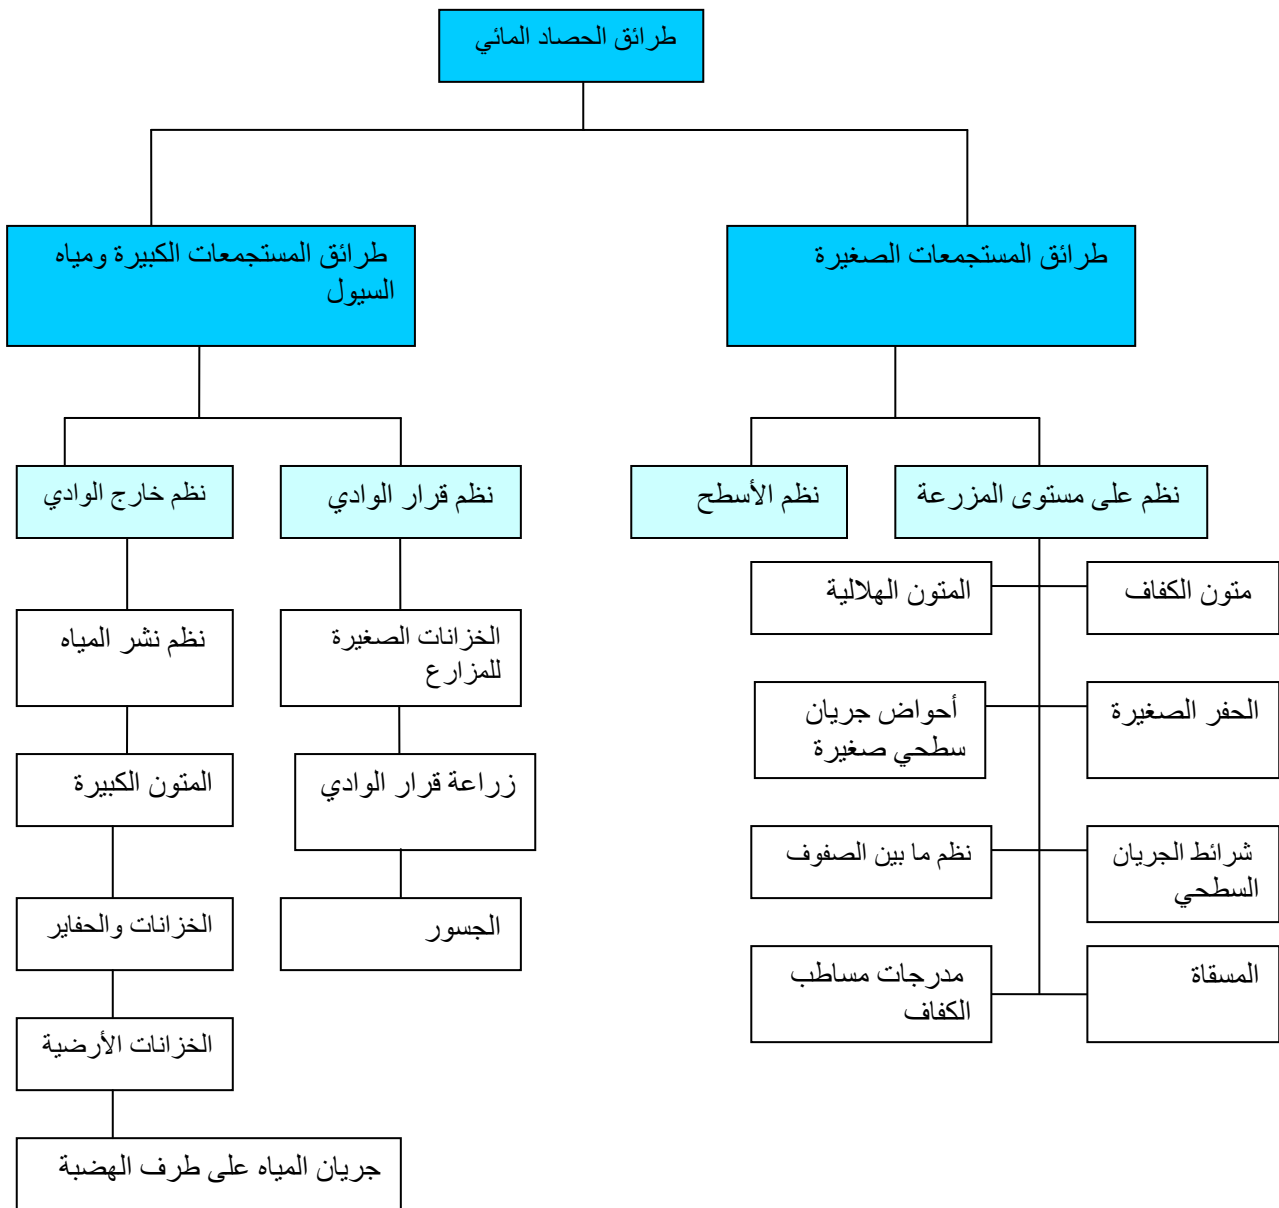 طرائق الحصاد المائي
طرائق المستجمعات الصغيرة
طرائق المستجمعات الكبيرة ومياه
السيول
نظم على مستوى المزرعة
نظم الأسطح
نظم قرار الوادي
نظم خارج الوادي
متون الكفاف
المتون الهلالية
الحفر الصغيرة
أحواض جريان
سطحي صغيرة
شرائط الجريان
السطحي
نظم ما بين الصفوف
المسقاة
مدرجات مساطب
الكفاف
الخزانات الصغيرة
للمزارع
زراعة قرار الوادي
الجسور
نظم نشر المياه
المتون الكبيرة
الخزانات والحفاير
الخزانات الأرضية
جريان المياه على طرف الهضبة